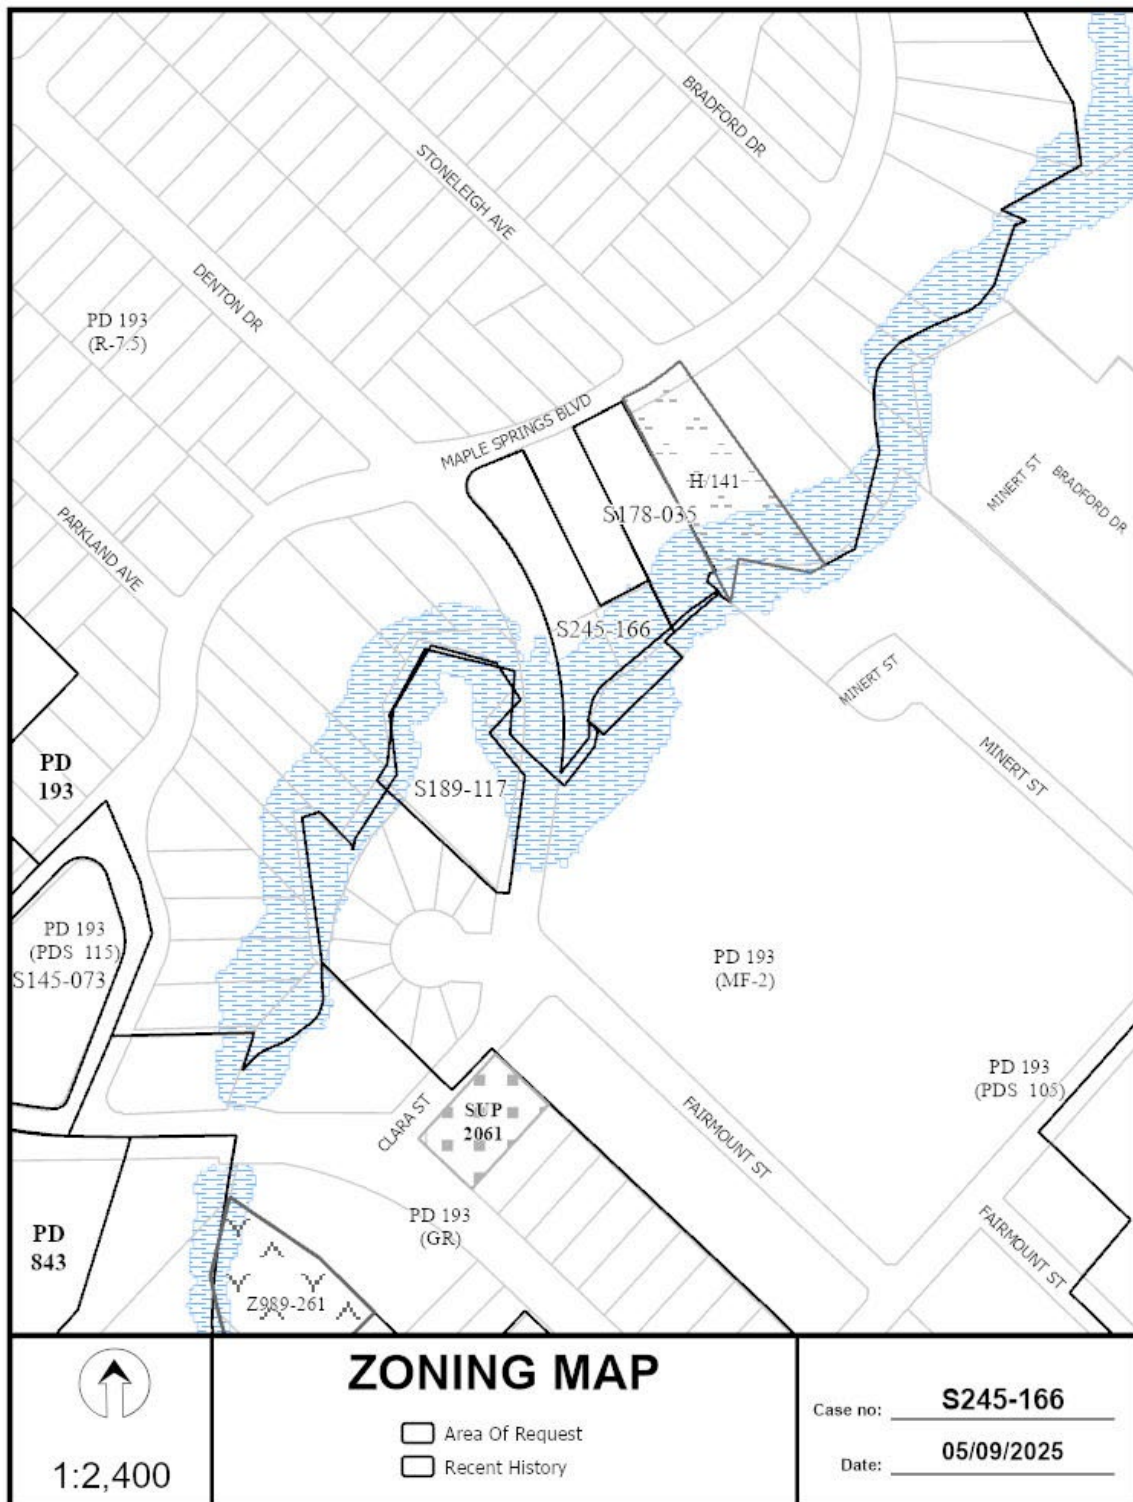 BRADFORD DR
STONELEIGH AVE
DENTON DR
PD 193
(R-7.5)
MAPLE SPRINGS BLVD
H/141
MINERT ST
BRADFORD DR
S178-035
PARKLAND AVE
S245-166
MINERT ST
MINERT ST
PD
193
S189-117
PD 193
(PDS 115)
S145-073
PD 193
(MF-2)
PD 193
(PDS 105)
CLARA ST
SUP
2061
FAIRMOUNT ST
PD 193
(GR)
FAIRMOUNT ST
PD
843
Z989-261
1:2,400
ZONING MAP
Area Of Request
Recent History
Case no: S245-166
Date: 05/09/2025